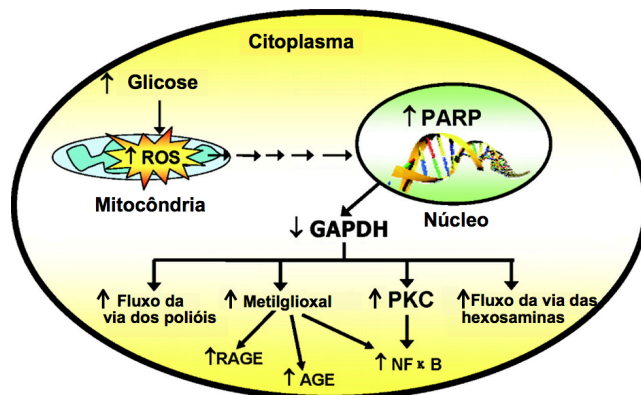 Citoplasma
↑ Glicose
↑ PARP
↑ ROS
Mitocôndria
Núcleo
↓ GAPDH
↑ Fluxo da
via dos polióis
↑ Metilglioxal
↑ PKC
↑ Fluxo da via das
hexosaminas
↑ RAGE
↑ AGE
↑ NF κ B